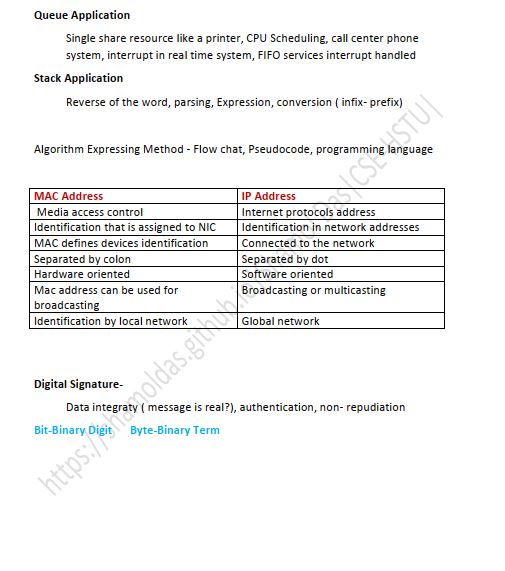 Queue Application
Single share resource like a printer, CPU Scheduling, call center phone
system, interrupt in real time system, FIFO services interrupt handled
Stack Application
Reverse of the word, parsing, Expression, conversion ( infix- prefix)
Algorithm Expressing Method - Flow chat, Pseudocode, programming language
MAC Address IP Address
Media access control Internet protocols address
Identification that is assigned to NIC Identification in network addresses
MAC defines devices identification Connected to the network
Separated by colon Separated by dot
Hardware oriented Software oriented
Mac address can be used for Broadcasting or multicasting
broadcasting
Identification by local network Global network
Digital Signature-
Data integraty ( message is real?), authentication, non- repudiation
Bit-Binary Digit Byte-Binary Term
https://shamoldas.github.io Das|CSE HSTU|